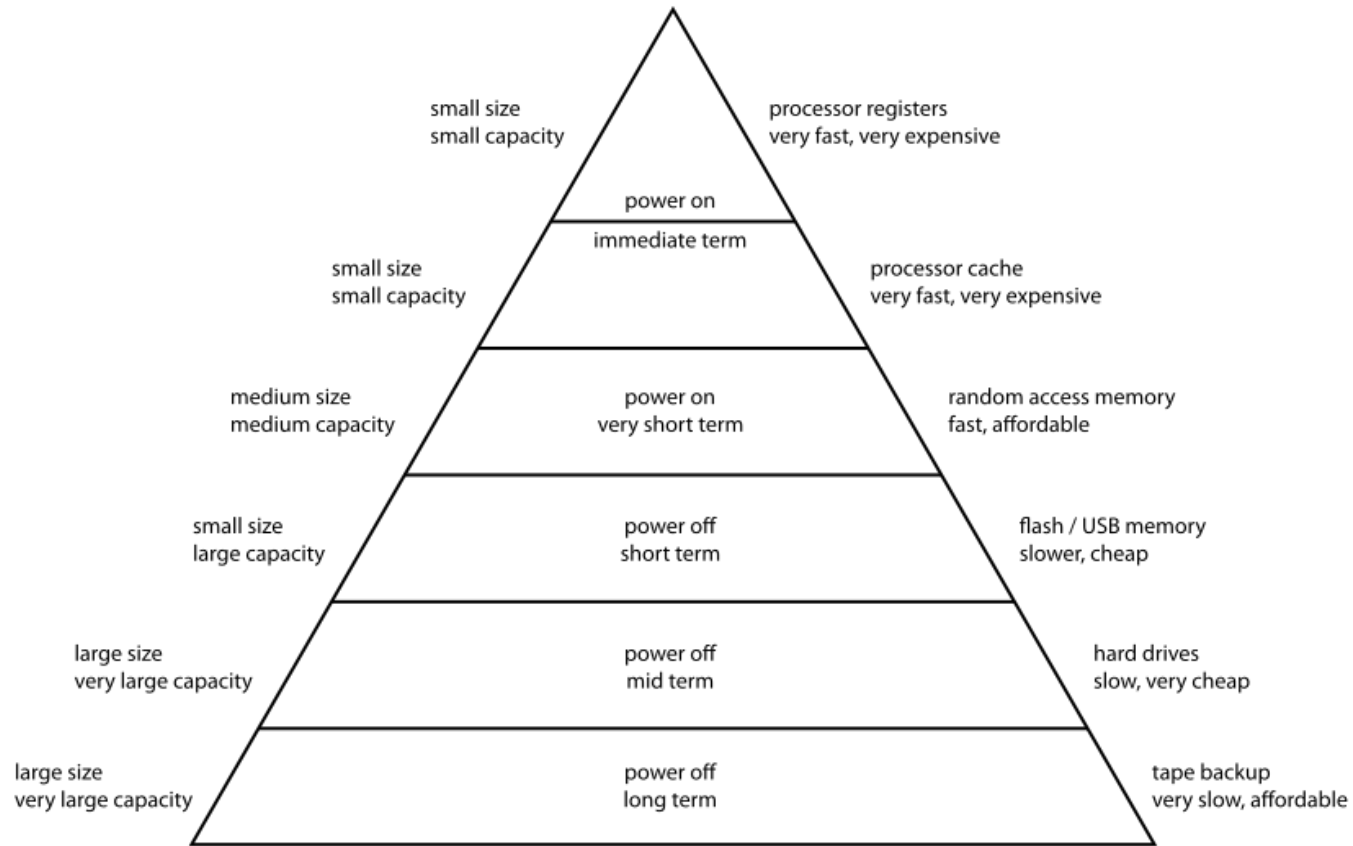 small size
small capacity
processor registers
very fast, very expensive
power on
immediate term
small size
small capacity
processor cache
very fast, very expensive
medium size
medium capacity
power on
very short term
random access memory
fast, affordable
small size
large capacity
power off
short term
flash / USB memory
slower, cheap
large size
very large capacity
power off
mid term
hard drives
slow, very cheap
large size
very large capacity
power off
long term
tape backup
very slow, affordable